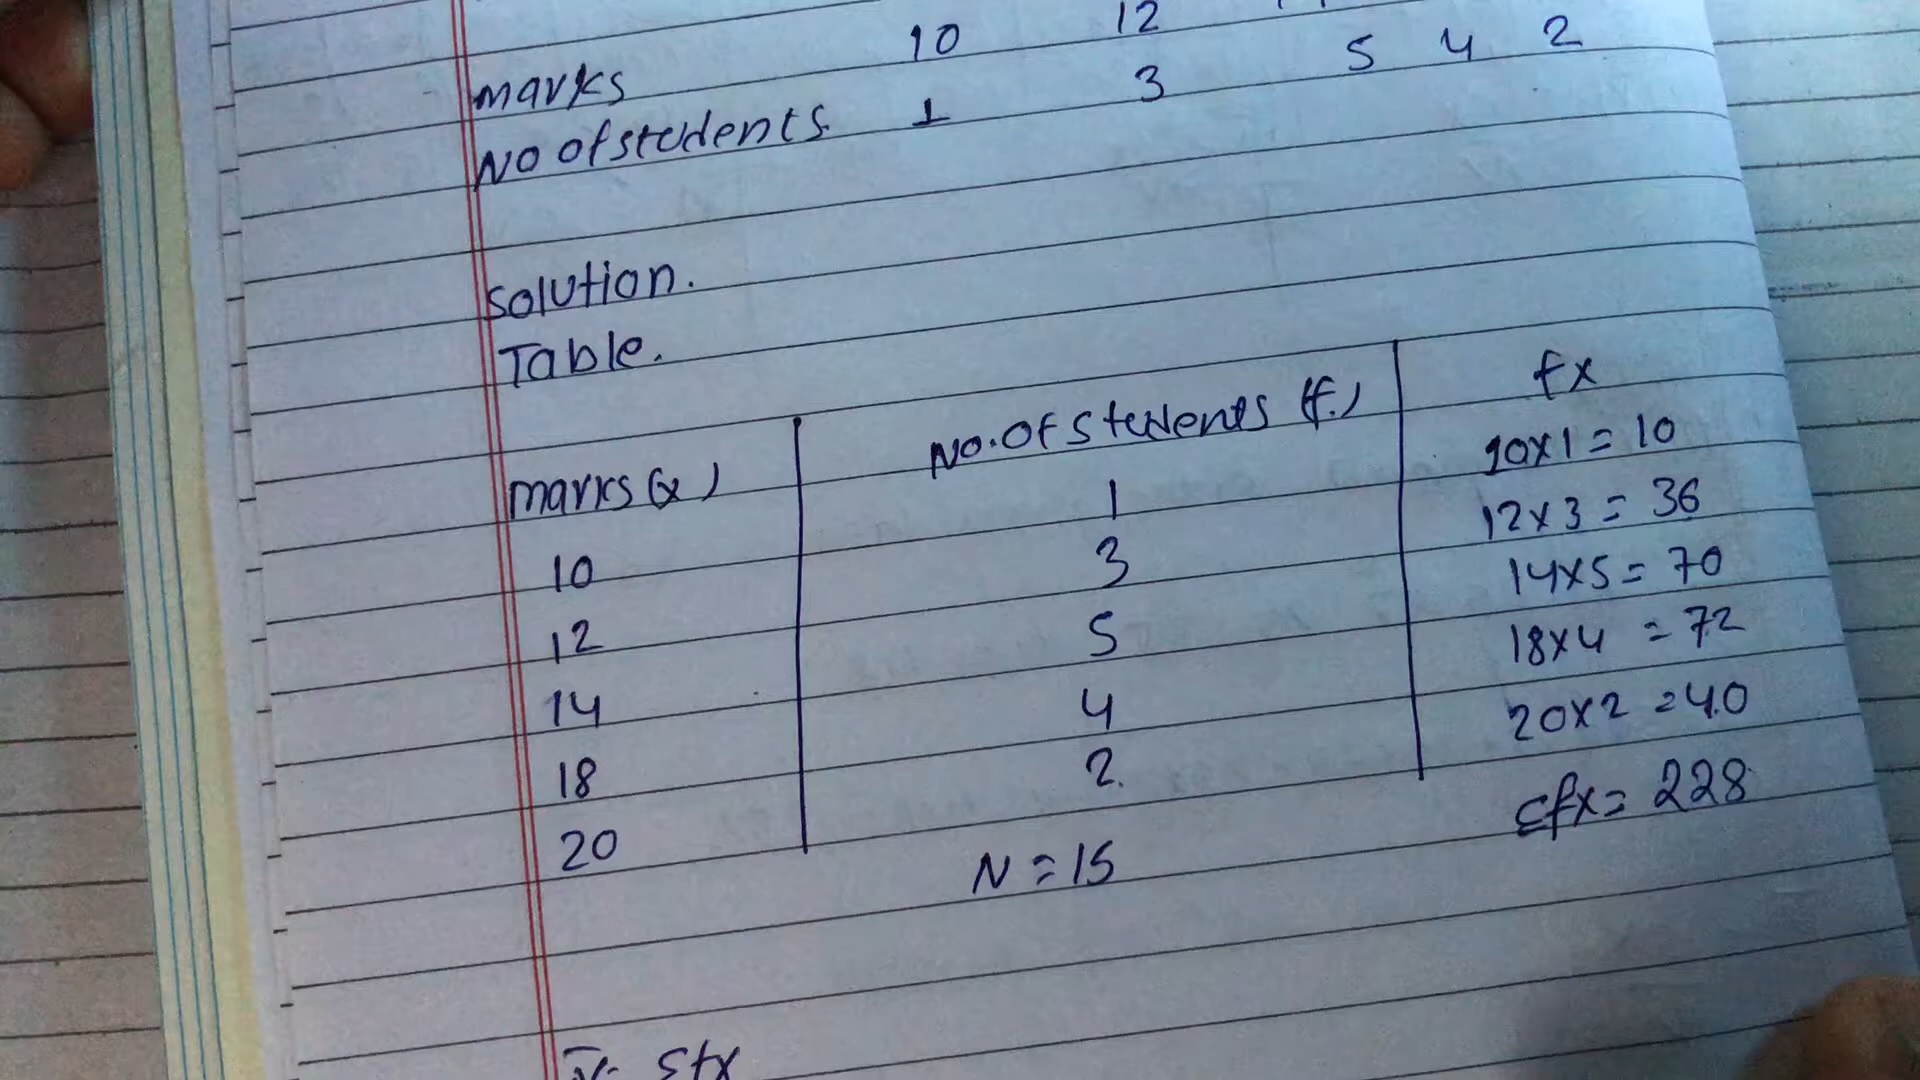 marks 10 12
No of students 1 3 5 4 2
Solution.
Table.
marks (x) No. of students (f.) fx
10 1 10x1 = 10
12 3 12x3 = 36
14 5 14x5 = 70
18 4 18x4 = 72
20 2. 20x2 = 40
N = 15 Σfx = 228